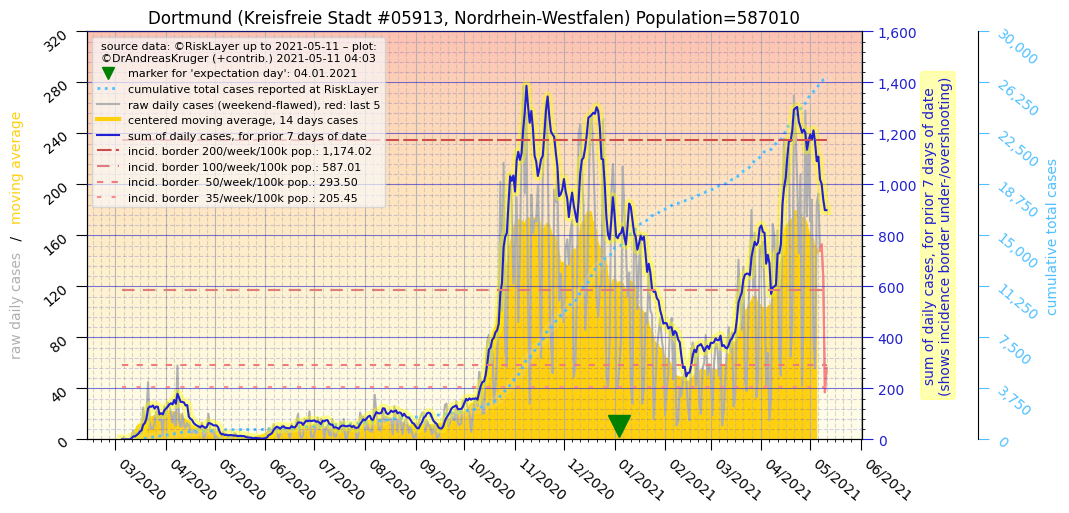 Dortmund (Kreisfreie Stadt #05913, Nordrhein-Westfalen) Population=587010
source data: ©RiskLayer up to 2021-05-11 – plot:
©DrAndreasKruger (+contrib.) 2021-05-11 04:03
marker for 'expectation day': 04.01.2021
cumulative total cases reported at RiskLayer
raw daily cases (weekend-flawed), red: last 5
centered moving average, 14 days cases
sum of daily cases, for prior 7 days of date
incid. border 200/week/100k pop.: 1,174.02
incid. border 100/week/100k pop.: 587.01
incid. border  50/week/100k pop.: 293.50
incid. border  35/week/100k pop.: 205.45
raw daily cases   /   moving average
320
280
240
200
160
120
80
40
0
1,600
1,400
1,200
1,000
800
600
400
200
0
sum of daily cases, for prior 7 days of date
(shows incidence border under-/overshooting)
30,000
26,250
22,500
18,750
15,000
11,250
7,500
3,750
0
cumulative total cases
03/2020
04/2020
05/2020
06/2020
07/2020
08/2020
09/2020
10/2020
11/2020
12/2020
01/2021
02/2021
03/2021
04/2021
05/2021
06/2021